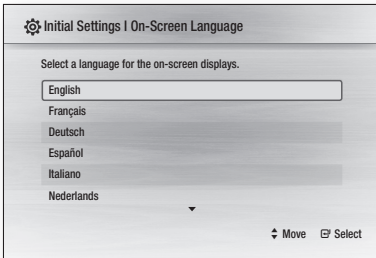 Initial Settings I On-Screen Language
Select a language for the on-screen displays.
English
Français
Deutsch
Español
Italiano
Nederlands
Move Select